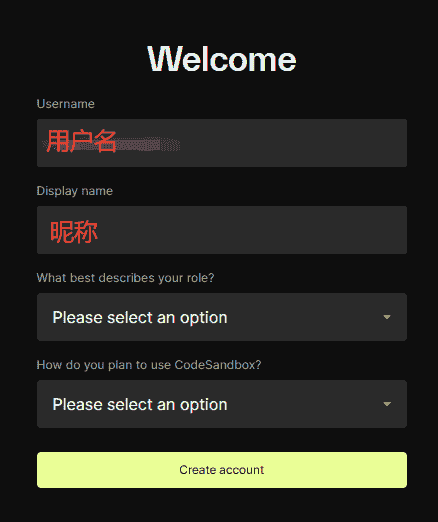 Welcome
Username
用户名
Display name
昵称
What best describes your role?
Please select an option
How do you plan to use CodeSandbox?
Please select an option
Create account